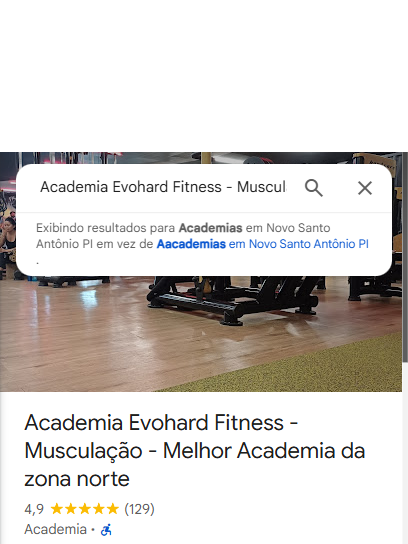 Academia Evohard Fitness - Muscul
Exibindo resultados para Academias em Novo Santo
Antônio PI em vez de Aacademias em Novo Santo Antônio PI
.
Academia Evohard Fitness -
Musculação - Melhor Academia da
zona norte
4,9 (129)
Academia ·